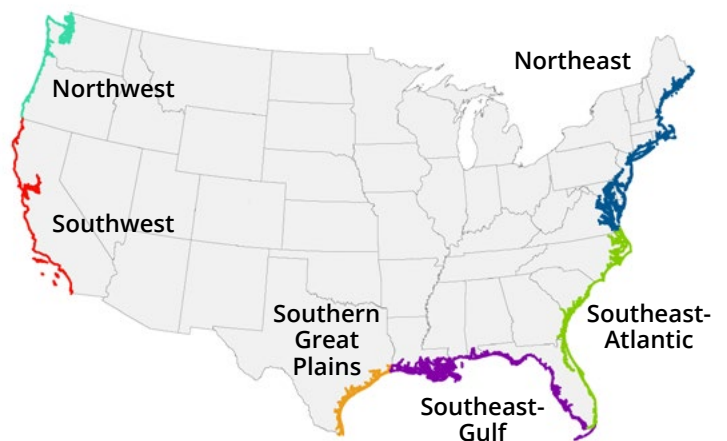 Northeast
Northwest
Southwest
Southern
Great
Plains
Southeast-
Atlantic
Southeast-
Gulf